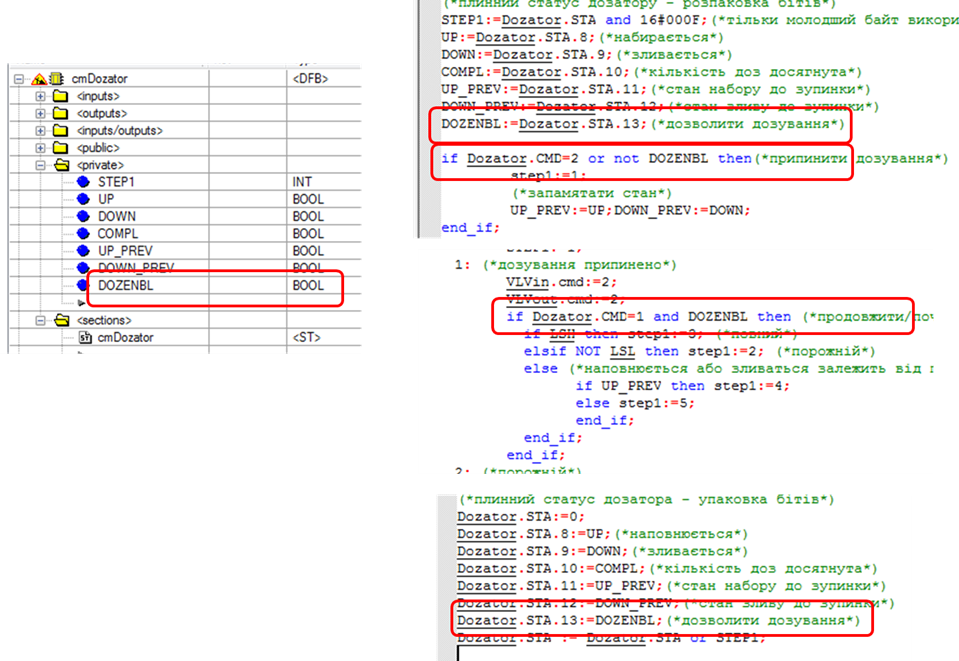 cmDozator <DFB>
<inputs>
<outputs>
<inputs/outputs>
<public>
<private>
STEP1 INT
UP BOOL
DOWN BOOL
COMPL BOOL
UP_PREV BOOL
DOWN_PREV BOOL
DOZENBL BOOL
<sections>
cmDozator <ST>
(*плинний статус дозатору - розпаковка бітів*)
STEP1:=Dozator.STA and 16#000F;(*тільки молодший байт викори
UP:=Dozator.STA.8;(*набирається*)
DOWN:=Dozator.STA.9;(*зливається*)
COMPL:=Dozator.STA.10;(*кількість доз досягнута*)
UP_PREV:=Dozator.STA.11;(*стан набору до зупинки*)
DOWN_PREV:=Dozator.STA.12;(*стан зливу до зупинки*)
DOZENBL:=Dozator.STA.13;(*дозволити дозування*)
if Dozator.CMD=2 or not DOZENBL then(*припинити дозування*)
step1:=1;
(*запамятати стан*)
UP_PREV:=UP;DOWN_PREV:=DOWN;
end_if;
1: (*дозування припинено*)
VLVin.cmd:=2;
VLVout.cmd:=2;
if Dozator.CMD=1 and DOZENBL then (*продовжити/поч
if LSH then step1:=3; (*повний*)
elsif NOT LSL then step1:=2; (*порожній*)
else (*наповнюється або зливаться залежить від
if UP_PREV then step1:=4;
else step1:=5;
end_if;
end_if;
end_if;
2: (*порожній*)
(*плинний статус дозатора - упаковка бітів*)
Dozator.STA:=0;
Dozator.STA.8:=UP;(*наповнюється*)
Dozator.STA.9:=DOWN;(*зливається*)
Dozator.STA.10:=COMPL;(*кількість доз досягнута*)
Dozator.STA.11:=UP_PREV;(*стан набору до зупинки*)
Dozator.STA.12:=DOWN_PREV;(*стан зливу до зупинки*)
Dozator.STA.13:=DOZENBL;(*дозволити дозування*)
Dozator.STA := Dozator.STA or STEP1;